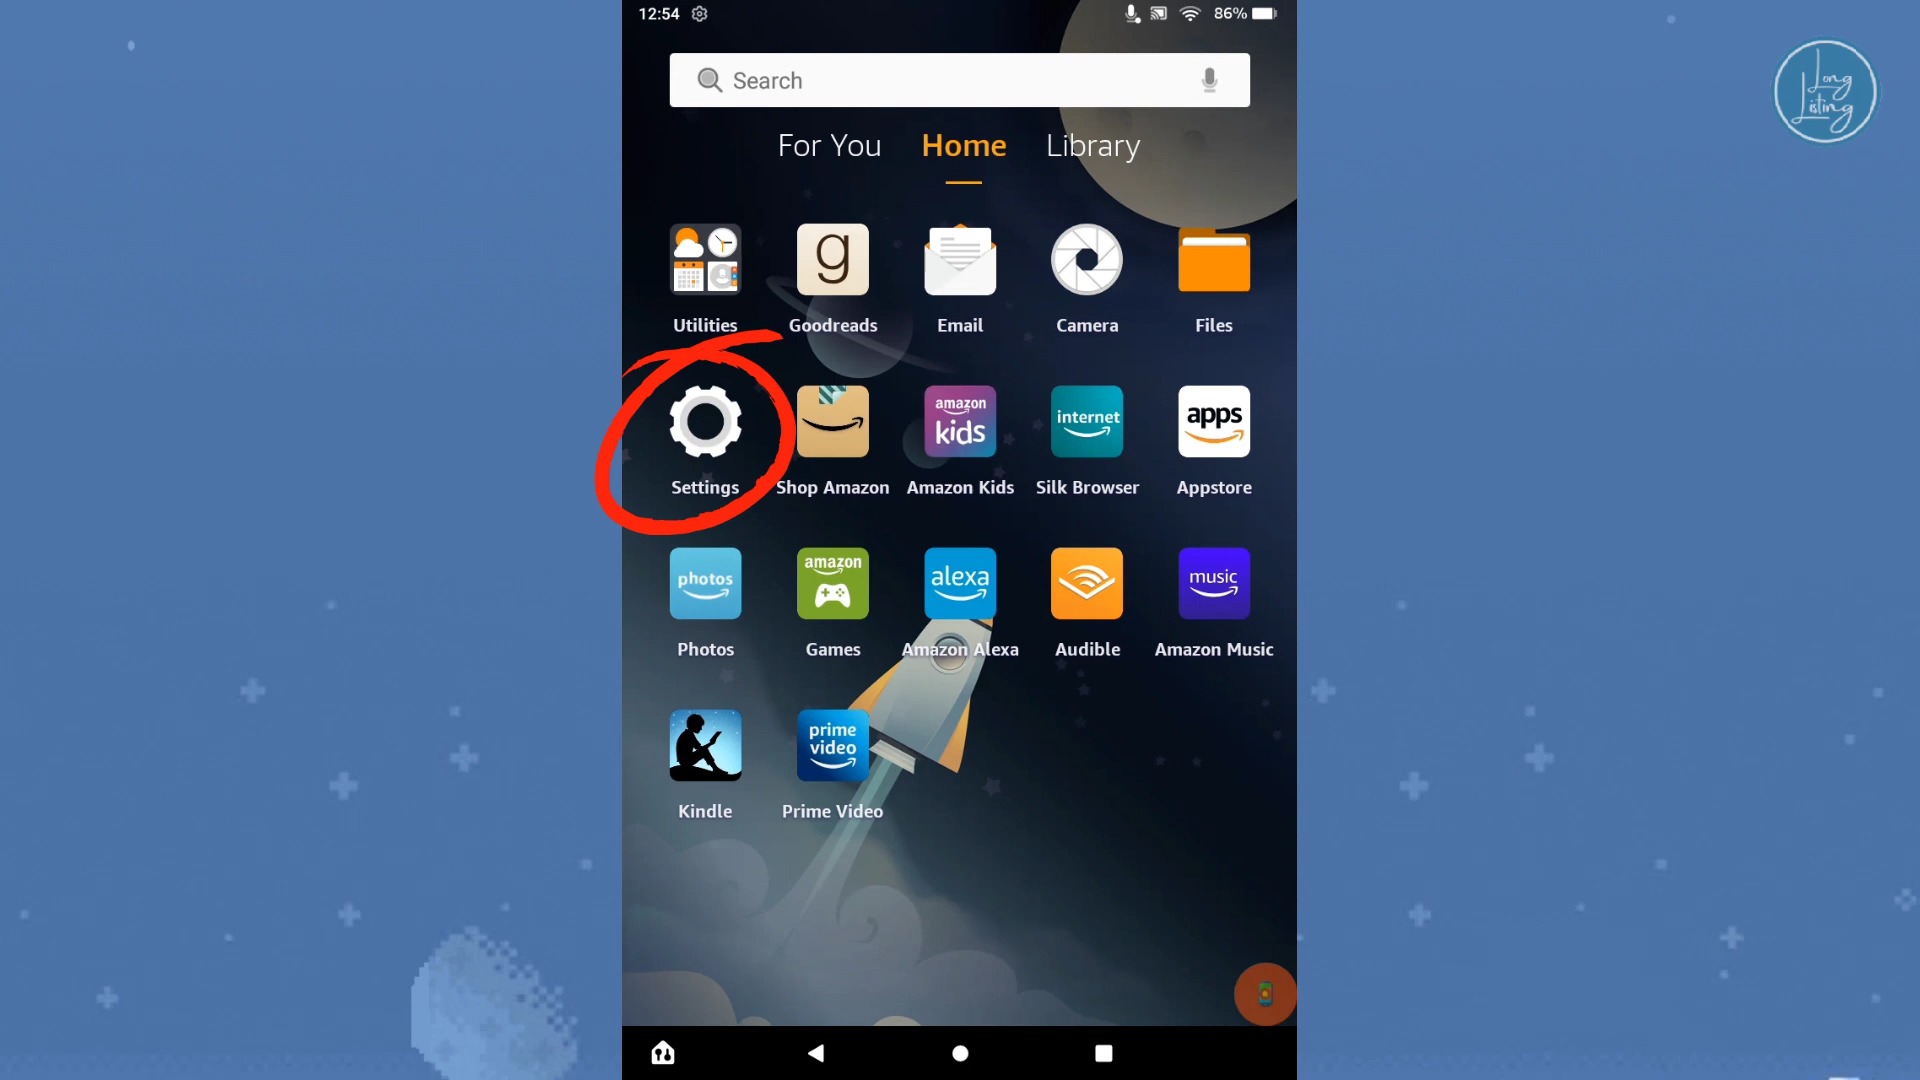 12:54 86%
Search
Long Listing
For You Home Library
g
Utilities Goodreads Email Camera Files
amazon kids internet apps
Settings Shop Amazon Amazon Kids Silk Browser Appstore
photos amazon alexa music
Photos Games Amazon Alexa Audible Amazon Music
prime video
Kindle Prime Video